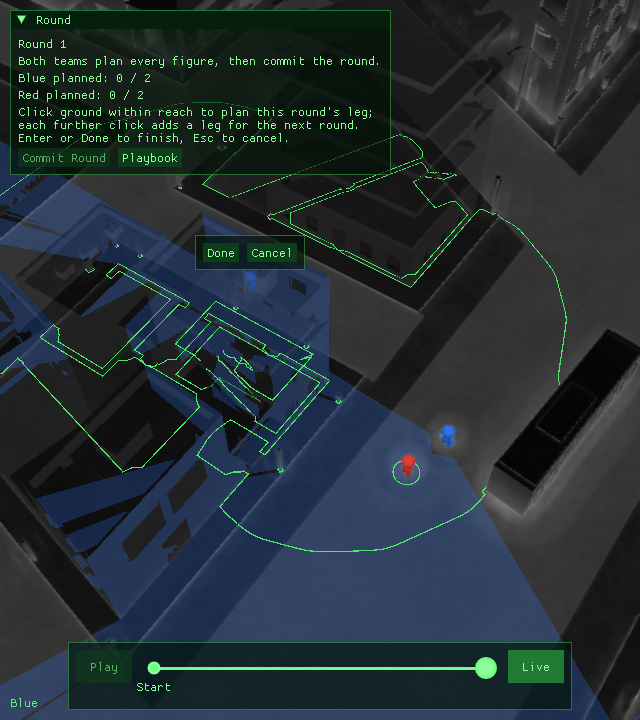 Round
Round 1
Both teams plan every figure, then commit the round.
Blue planned: 0 / 2
Red planned: 0 / 2
Click ground within reach to plan this round's leg;
each further click adds a leg for the next round.
Enter or Done to finish, Esc to cancel.
Commit Round Playbook
Done Cancel
Play Live
Start
Blue